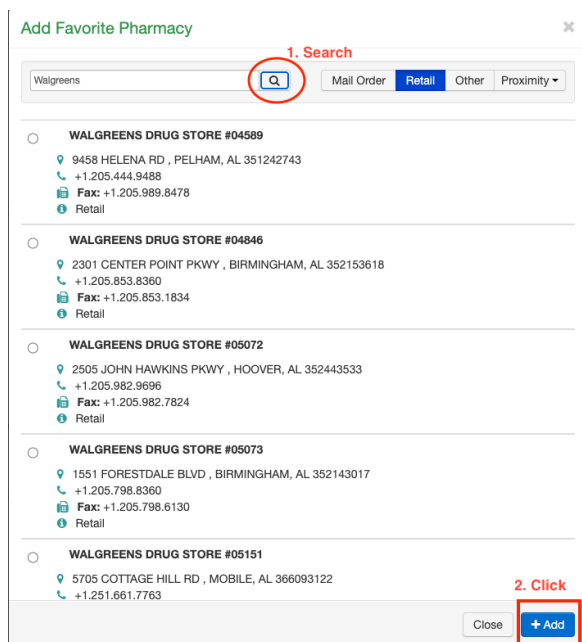 Add Favorite Pharmacy
1. Search
Walgreens
Mail Order Retail Other Proximity
WALGREENS DRUG STORE #04589
9458 HELENA RD , PELHAM, AL 351242743
+1.205.444.9488
Fax: +1.205.989.8478
Retail
WALGREENS DRUG STORE #04846
2301 CENTER POINT PKWY , BIRMINGHAM, AL 352153618
+1.205.853.8360
Fax: +1.205.853.1834
Retail
WALGREENS DRUG STORE #05072
2505 JOHN HAWKINS PKWY , HOOVER, AL 352443533
+1.205.982.9696
Fax: +1.205.982.7824
Retail
WALGREENS DRUG STORE #05073
1551 FORESTDALE BLVD , BIRMINGHAM, AL 352143017
+1.205.798.8360
Fax: +1.205.798.6130
Retail
WALGREENS DRUG STORE #05151
5705 COTTAGE HILL RD , MOBILE, AL 366093122
+1.251.661.7763
2. Click
Close + Add